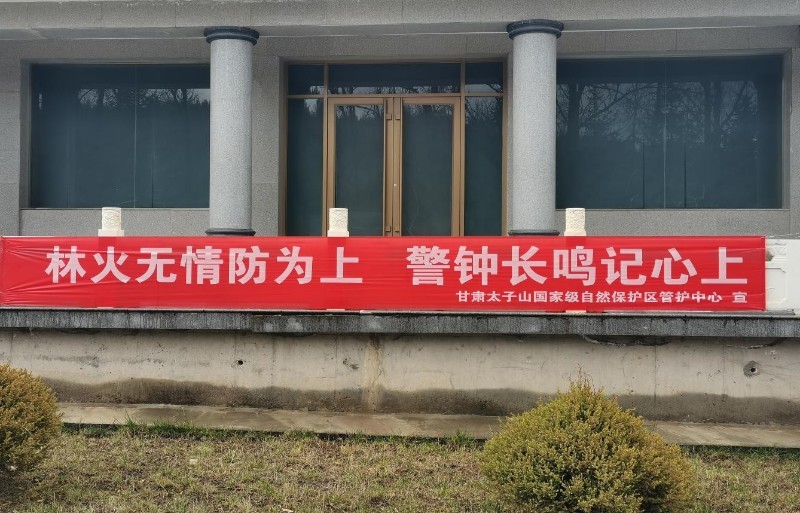 林火无情防为上 警钟长鸣记心上
甘肃太子山国家级自然保护区管护中心 宣